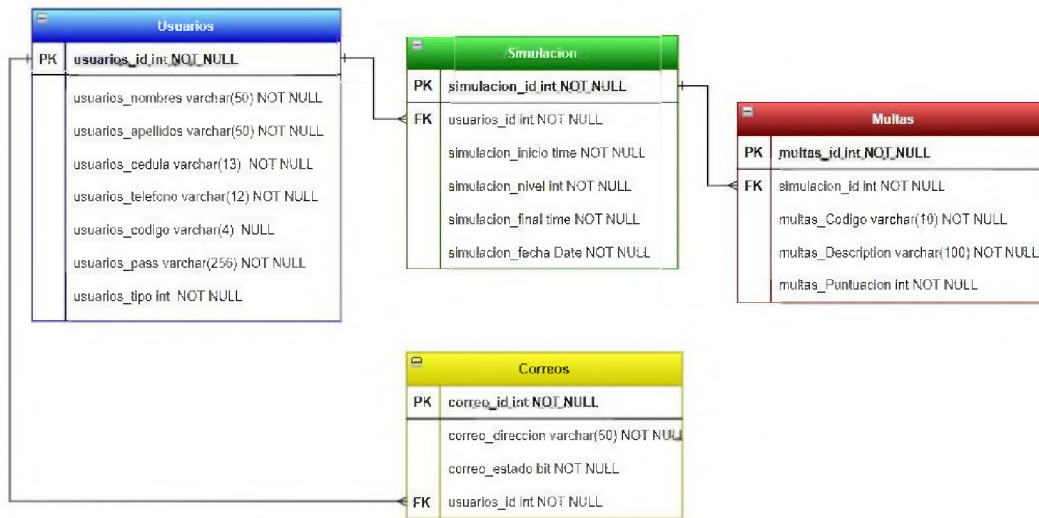 Usuarios
PK usuarios_id int NOT NULL
usuarios_nombres varchar(50) NOT NULL
usuarios_apellidos varchar(50) NOT NULL
usuarios_cedula varchar(13) NOT NULL
usuarios_telefono varchar(12) NOT NULL
usuarios_codigo varchar(4) NULL
usuarios_pass varchar(256) NOT NULL
usuarios_tipo int NOT NULL
Simulacion
PK simulacion_id int NOT NULL
FK usuarios_id int NOT NULL
simulacion_inicio time NOT NULL
simulacion_nivel int NOT NULL
simulacion_final time NOT NULL
simulacion_fecha Date NOT NULL
Multas
PK multas_id int NOT NULL
FK simulacion_id int NOT NULL
multas_Codigo varchar(10) NOT NULL
multas_Description varchar(100) NOT NULL
multas_Puntuacion int NOT NULL
Correos
PK correo_id int NOT NULL
correo_direccion varchar(50) NOT NULL
correo_estado bit NOT NULL
FK usuarios_id int NOT NULL